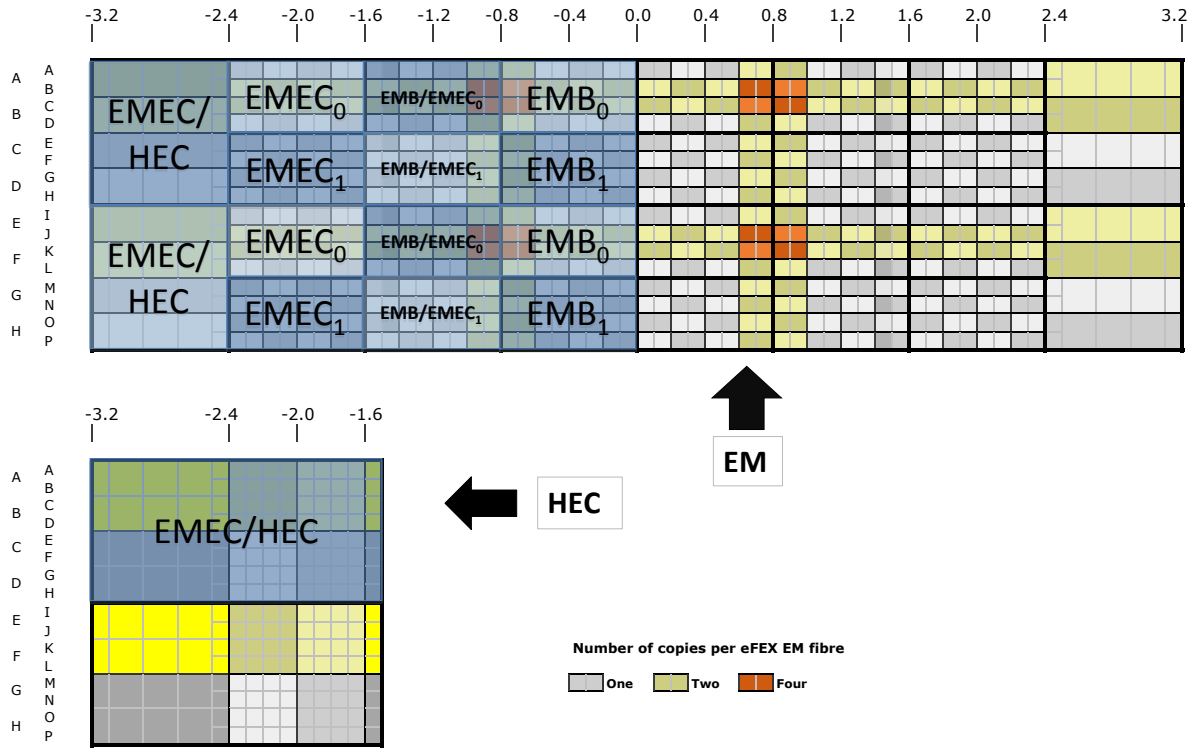 -3.2 -2.4 -2.0 -1.6 -1.2 -0.8 -0.4 0.0 0.4 0.8 1.2 1.6 2.0 2.4 3.2
A A
B
B C
D
C E
F
D G
H
E I
J
F K
L
G M
N
H O
P
EMEC/
HEC
EMEC0 EMB/EMEC0 EMB0
EMEC1 EMB/EMEC1 EMB1
EMEC/
HEC
EMEC0 EMB/EMEC0 EMB0
EMEC1 EMB/EMEC1 EMB1
EM
-3.2 -2.4 -2.0 -1.6
A A
B
B C
D
C E
F
D G
H
E I
J
F K
L
G M
N
H O
P
EMEC/HEC
HEC
Number of copies per eFEX EM fibre
One Two Four